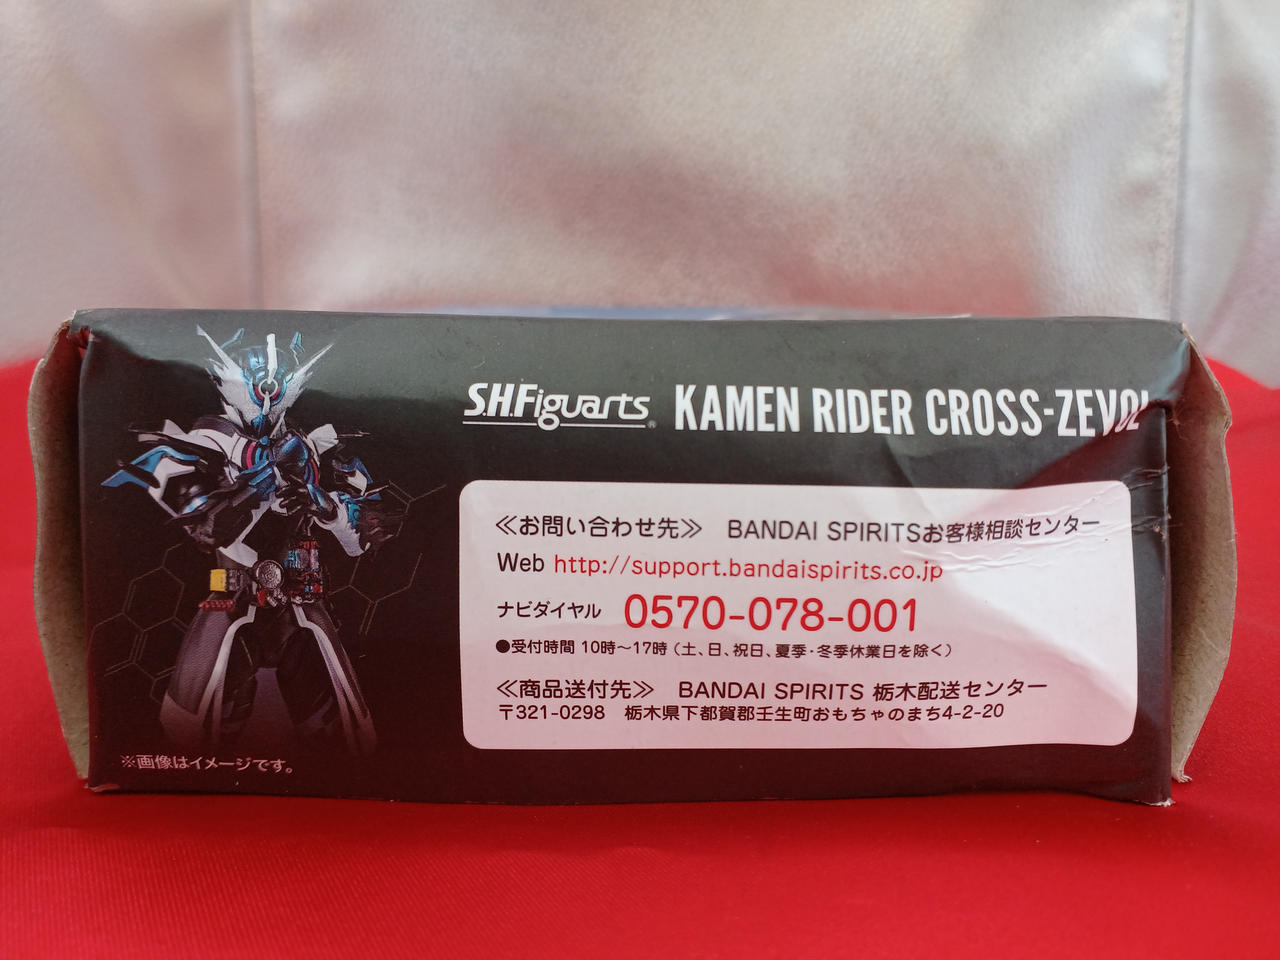 S.H.Figuarts® KAMEN RIDER CROSS-ZEVOL
≪お問い合わせ先≫ BANDAI SPIRITSお客様相談センター
Web http://support.bandaispirits.co.jp
ナビダイヤル 0570-078-001
●受付時間 10時～17時（土、日、祝日、夏季・冬季休業日を除く）
≪商品送付先≫ BANDAI SPIRITS 栃木配送センター
〒321-0298 栃木県下都賀郡壬生町おもちゃのまち4-2-20
※画像はイメージです。